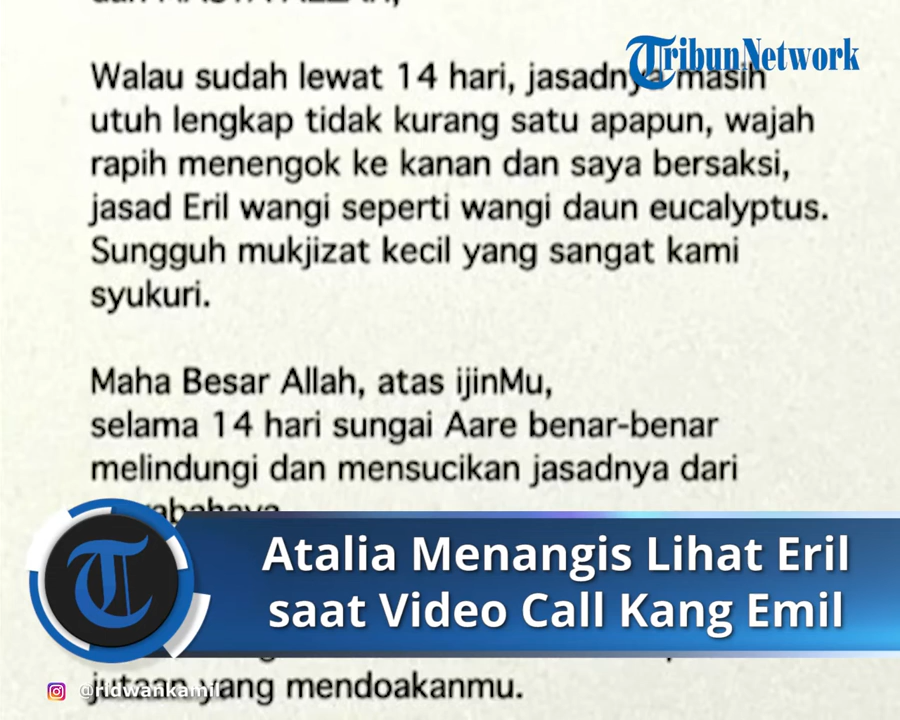 TribunNetwork
Walau sudah lewat 14 hari, jasadnya masih
utuh lengkap tidak kurang satu apapun, wajah
rapih menengok ke kanan dan saya bersaksi,
jasad Eril wangi seperti wangi daun eucalyptus.
Sungguh mukjizat kecil yang sangat kami
syukuri.
Maha Besar Allah, atas ijinMu,
selama 14 hari sungai Aare benar-benar
melindungi dan mensucikan jasadnya dari
Atalia Menangis Lihat Eril
saat Video Call Kang Emil
jutaan yang mendoakanmu.
@ridwankamil